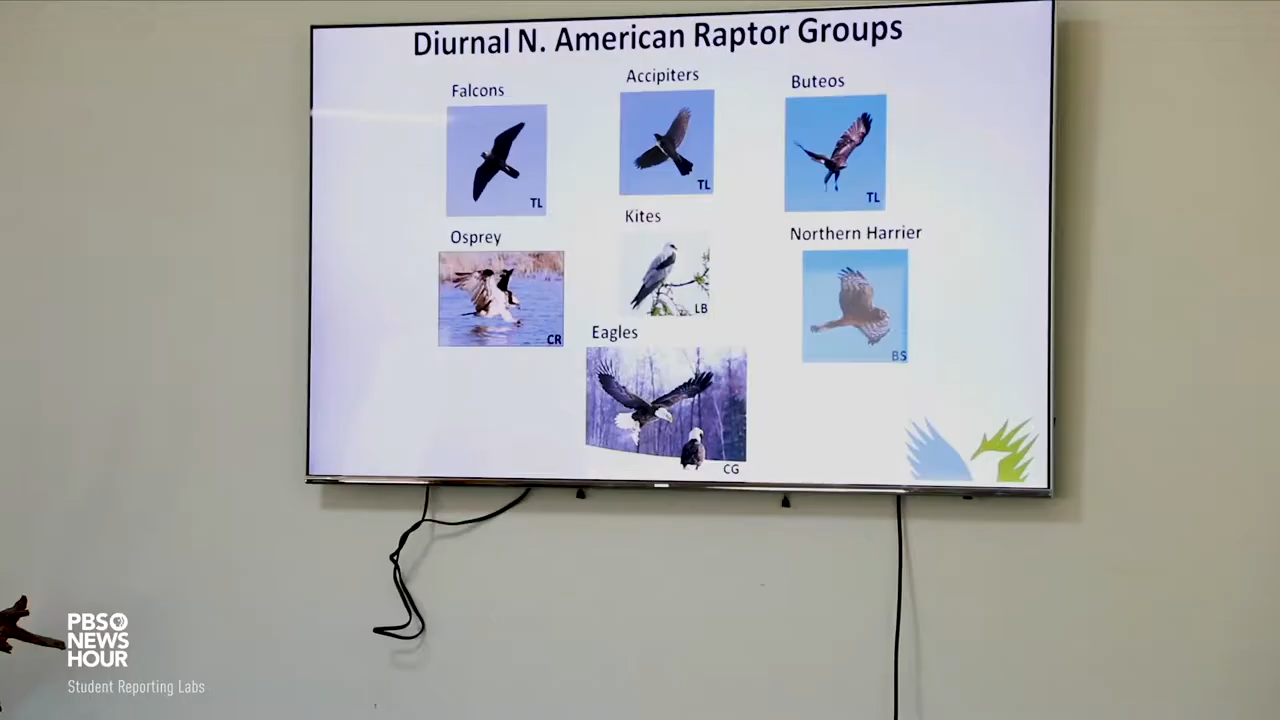 Diurnal N. American Raptor Groups
Falcons
Accipiters
Buteos
TL
TL
TL
Osprey
Kites
Northern Harrier
CR
LB
BS
Eagles
CG
PBS
NEWS
HOUR
Student Reporting Labs